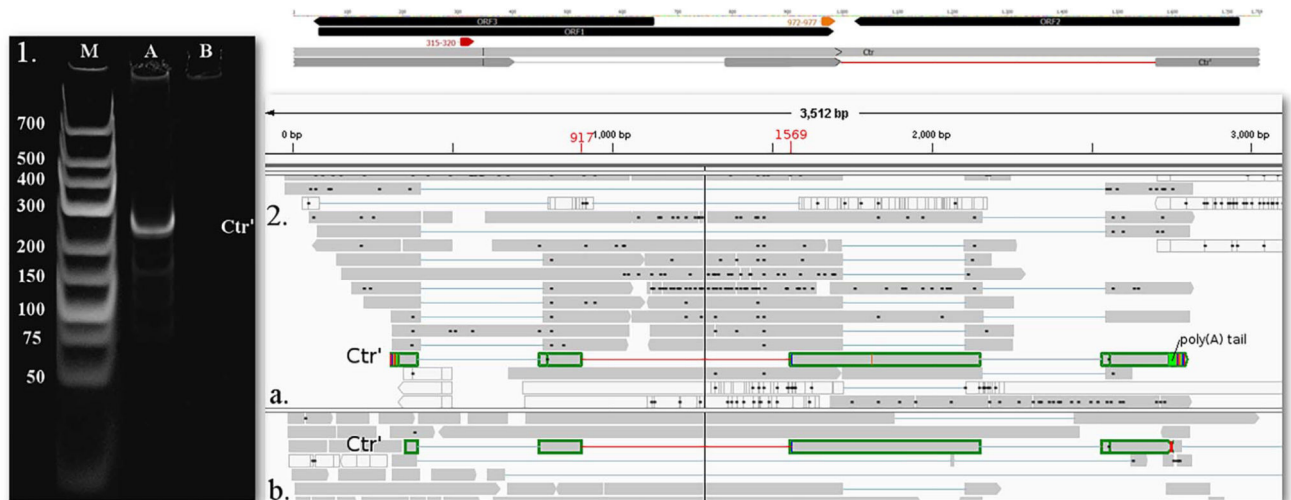 1.
M A B
700
500
400
300
200
150
100
75
50
Ctr'
ORF3
ORF1
972-977
ORF2
315-320
Ctr
Ctr'
3,512 bp
0 bp
917
1,000 bp
1569
2,000 bp
3,000 bp
2.
Ctr'
poly(A) tail
a.
Ctr'
b.